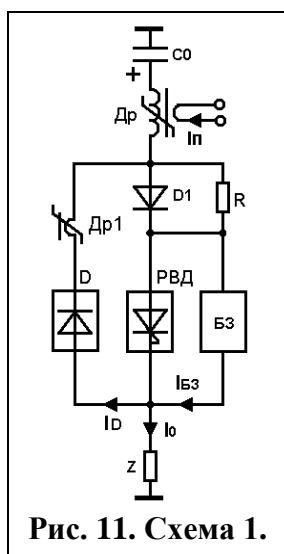 C0
+
Др
Iп
D1
R
Др1
D
РВД
БЗ
IБЗ
ID
I0
z
Рис. 11. Схема 1.